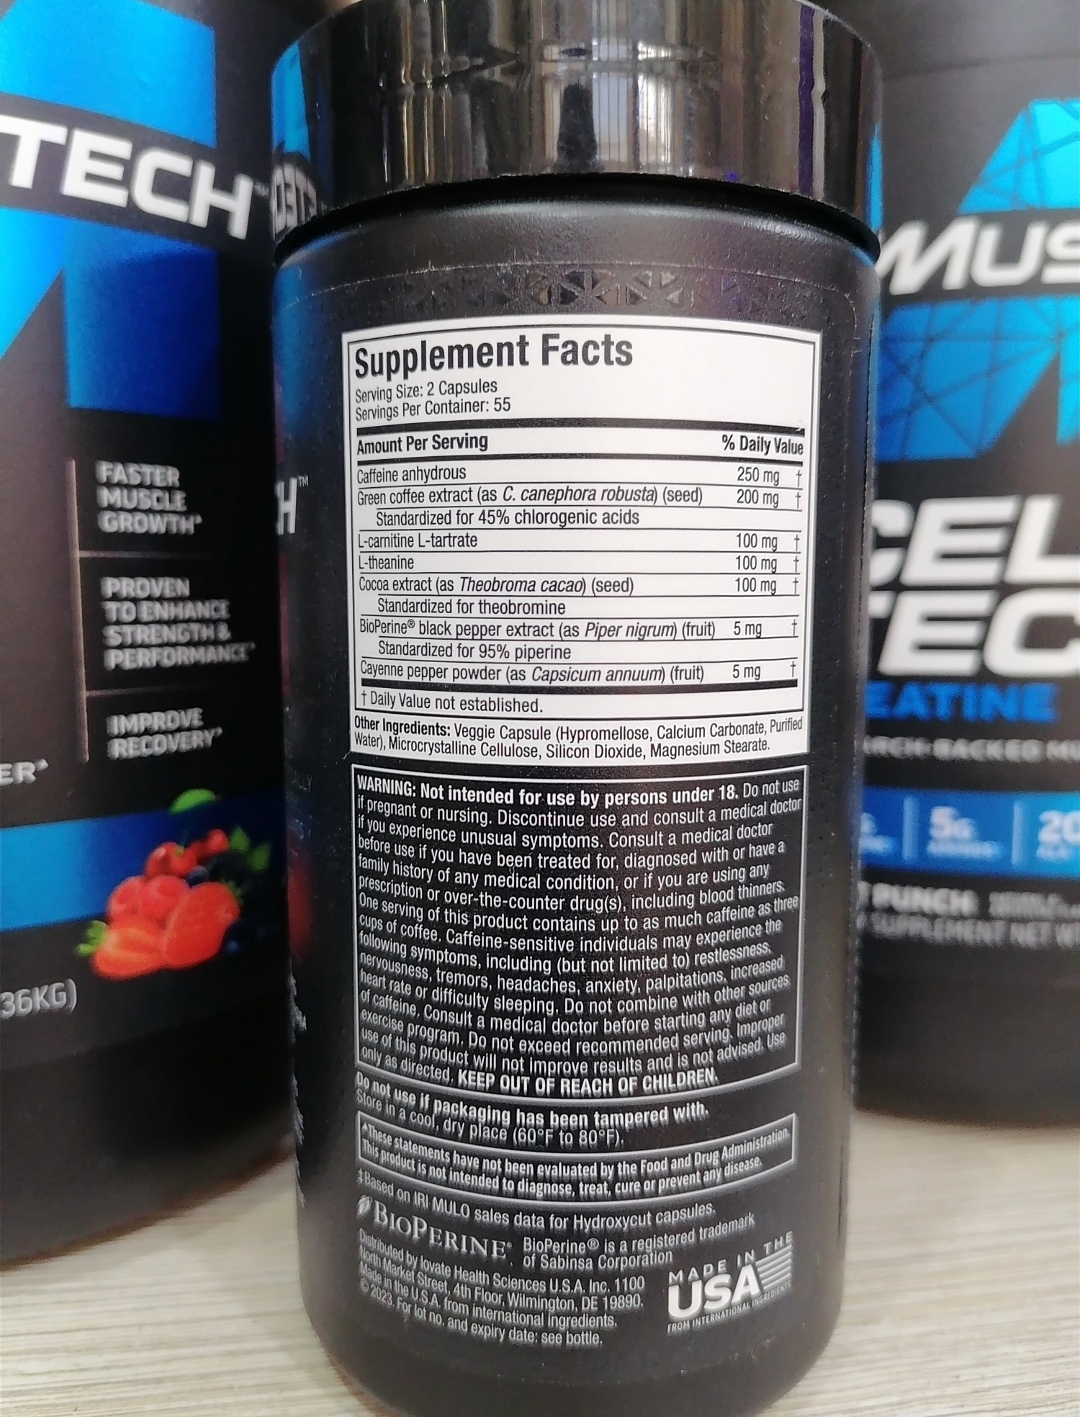 TECH™
FASTER
MUSCLE
GROWTH^
PROVEN
TO ENHANCE
STRENGTH &
PERFORMANCE^
IMPROVE
RECOVERY^
ER^
36KG)
H™
Supplement Facts
Serving Size: 2 Capsules
Servings Per Container: 55
Amount Per Serving % Daily Value
Caffeine anhydrous 250 mg †
Green coffee extract (as C. canephora robusta) (seed) 200 mg †
Standardized for 45% chlorogenic acids
L-carnitine L-tartrate 100 mg †
L-theanine 100 mg †
Cocoa extract (as Theobroma cacao) (seed) 100 mg †
Standardized for theobromine
BioPerine® black pepper extract (as Piper nigrum) (fruit) 5 mg †
Standardized for 95% piperine
Cayenne pepper powder (as Capsicum annuum) (fruit) 5 mg †
† Daily Value not established.
Other Ingredients: Veggie Capsule (Hypromellose, Calcium Carbonate, Purified
Water), Microcrystalline Cellulose, Silicon Dioxide, Magnesium Stearate.
WARNING: Not intended for use by persons under 18. Do not use
if pregnant or nursing. Discontinue use and consult a medical doctor
if you experience unusual symptoms. Consult a medical doctor
before use if you have been treated for, diagnosed with or have a
family history of any medical condition, or if you are using any
prescription or over-the-counter drug(s), including blood thinners.
One serving of this product contains up to as much caffeine as three
cups of coffee. Caffeine-sensitive individuals may experience the
following symptoms, including (but not limited to) restlessness,
nervousness, tremors, headaches, anxiety, palpitations, increased
heart rate or difficulty sleeping. Do not combine with other sources
of caffeine. Consult a medical doctor before starting any diet or
exercise program. Do not exceed recommended serving. Improper
use of this product will not improve results and is not advised. Use
only as directed. KEEP OUT OF REACH OF CHILDREN.
Do not use if packaging has been tampered with.
Store in a cool, dry place (60°F to 80°F).
^These statements have not been evaluated by the Food and Drug Administration.
This product is not intended to diagnose, treat, cure or prevent any disease.
‡Based on IRI MULO sales data for Hydroxycut capsules.
BIOPERINE® BioPerine® is a registered trademark
of Sabinsa Corporation
Distributed by Iovate Health Sciences U.S.A. Inc. 1100
North Market Street, 4th Floor, Wilmington, DE 19890.
Made in the U.S.A. from international ingredients.
© 2023. For lot no. and expiry date: see bottle.
MADE IN THE
USA
FROM INTERNATIONAL INGREDIENTS
MUS
CEL
TEC
EATINE
RCH-BACKED MU
5G
20
T PUNCH
SUPPLEMENT NET WT